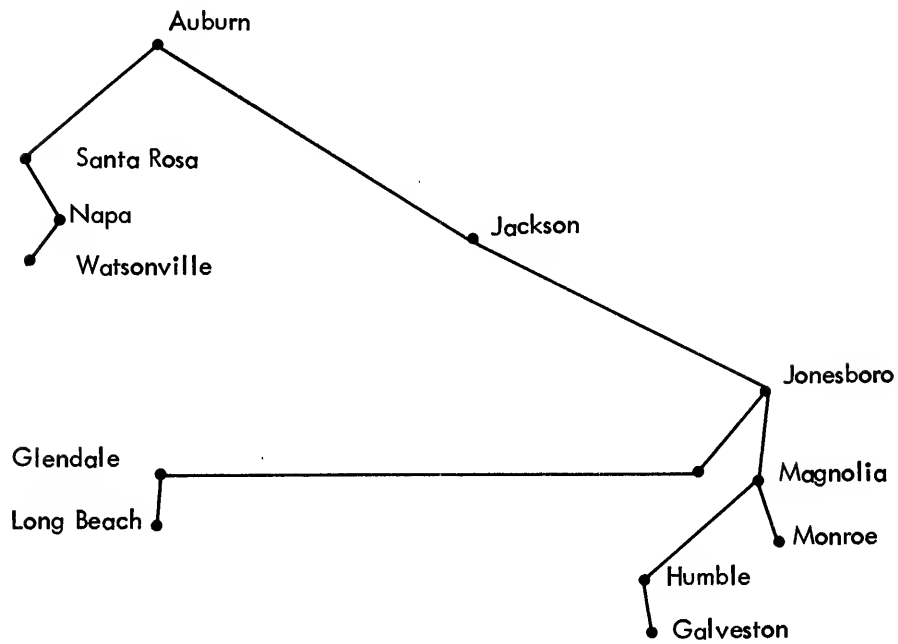 Auburn
Santa Rosa
Napa
Jackson
Watsonville
Jonesboro
Glendale
Magnolia
Long Beach
Monroe
Humble
Galveston